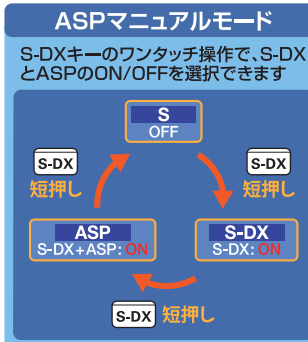 ASPマニュアルモード
S-DXキーのワンタッチ操作で、S-DX
とASPのON/OFFを選択できます
S
OFF
S-DX
短押し
S-DX
短押し
ASP
S-DX+ASP:ON
S-DX
S-DX:ON
S-DX 短押し